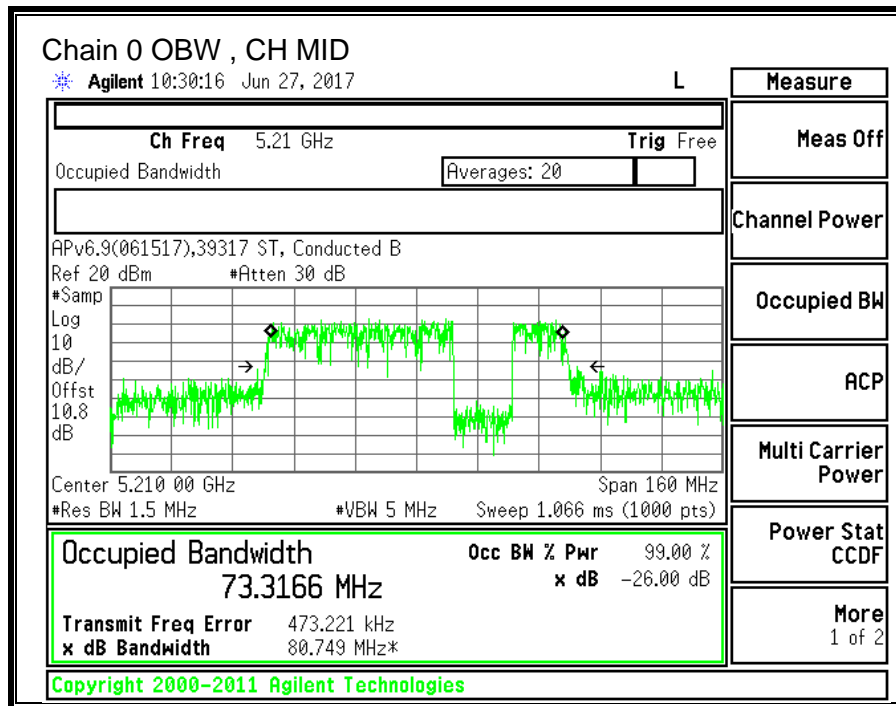 Chain 0 OBW , CH MID
Agilent 10:30:16 Jun 27, 2017 L
Measure
Ch Freq 5.21 GHz Trig Free
Meas Off
Occupied Bandwidth Averages: 20
Channel Power
APv6.9(061517),39317 ST, Conducted B
Ref 20 dBm #Atten 30 dB
#Samp
Log
10
dB/
Offst
10.8
dB
Occupied BW
ACP
Center 5.210 00 GHz Span 160 MHz
#Res BW 1.5 MHz #VBW 5 MHz Sweep 1.066 ms (1000 pts)
Multi Carrier
Power
Occupied Bandwidth
73.3166 MHz
Occ BW % Pwr 99.00 %
x dB -26.00 dB
Transmit Freq Error 473.221 kHz
x dB Bandwidth 80.749 MHz*
Power Stat
CCDF
More
1 of 2
Copyright 2000-2011 Agilent Technologies